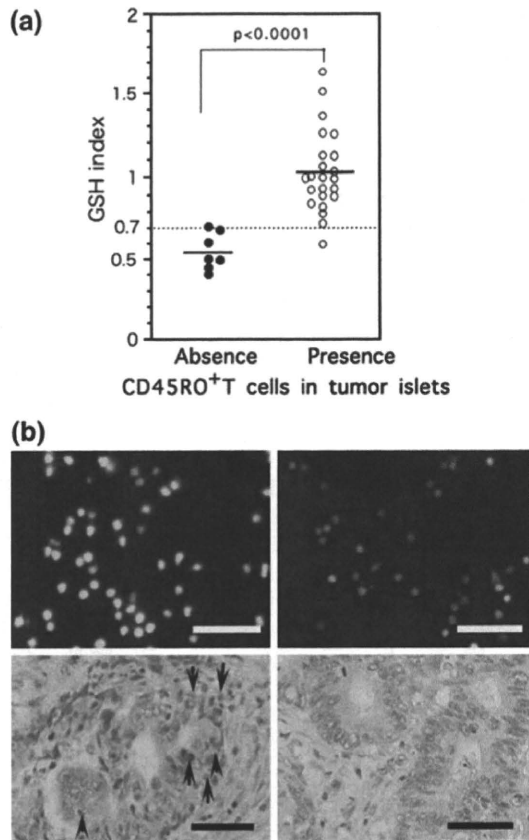 (a)
2
p<0.0001
1.5
GSH index
1
0.7
0.5
0
Absence Presence
CD45RO+T cells in tumor islets
(b)